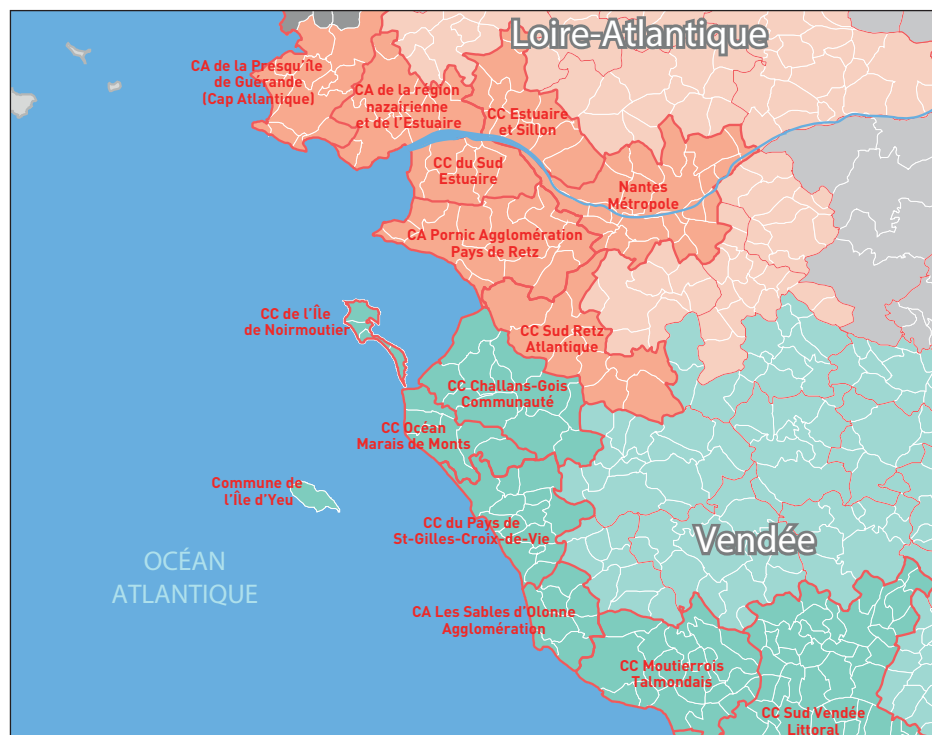 Loire-Atlantique
CA de la Presqu'île
de Guérande
(Cap Atlantique)
CA de la région
nazairienne
et de l'Estuaire
CC Estuaire
et Sillon
CC du Sud
Estuaire
Nantes
Métropole
CA Pornic Agglomération
Pays de Retz
CC de l'Île
de Noirmoutier
CC Sud Retz
Atlantique
CC Challans-Gois
Communauté
CC Océan
Marais de Monts
Commune de
l'Île d'Yeu
CC du Pays de
St-Gilles-Croix-de-Vie
Vendée
OCÉAN
ATLANTIQUE
CA Les Sables d'Olonne
Agglomération
CC Moutierrois
Talmondais
CC Sud Vendée
Littoral